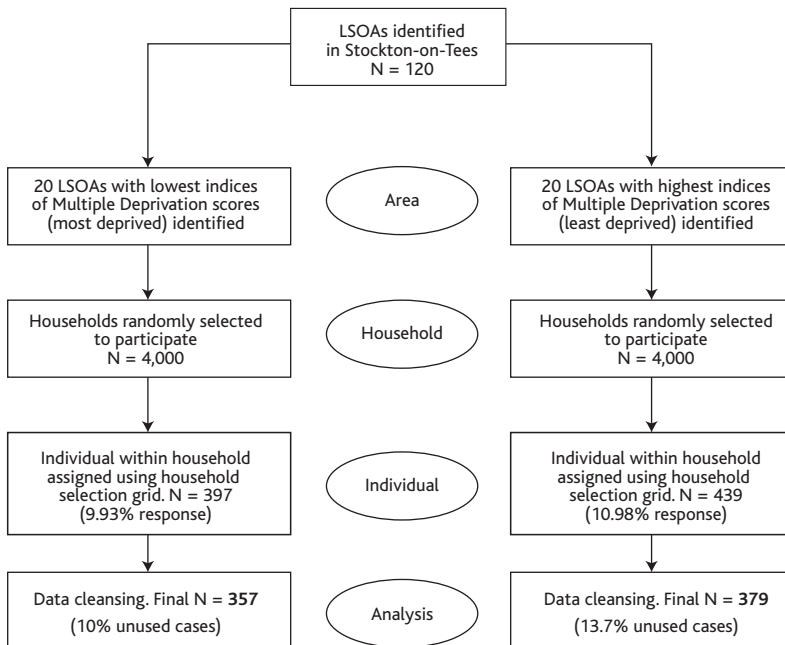 LSOAs identified
in Stockton-on-Tees
N = 120
20 LSOAs with lowest indices
of Multiple Deprivation scores
(most deprived) identified
Area
20 LSOAs with highest indices
of Multiple Deprivation scores
(least deprived) identified
Households randomly selected
to participate
N = 4,000
Household
Households randomly selected
to participate
N = 4,000
Individual within household
assigned using household
selection grid. N = 397
(9.93% response)
Individual
Individual within household
assigned using household
selection grid. N = 439
(10.98% response)
Data cleansing. Final N = 357
(10% unused cases)
Analysis
Data cleansing. Final N = 379
(13.7% unused cases)